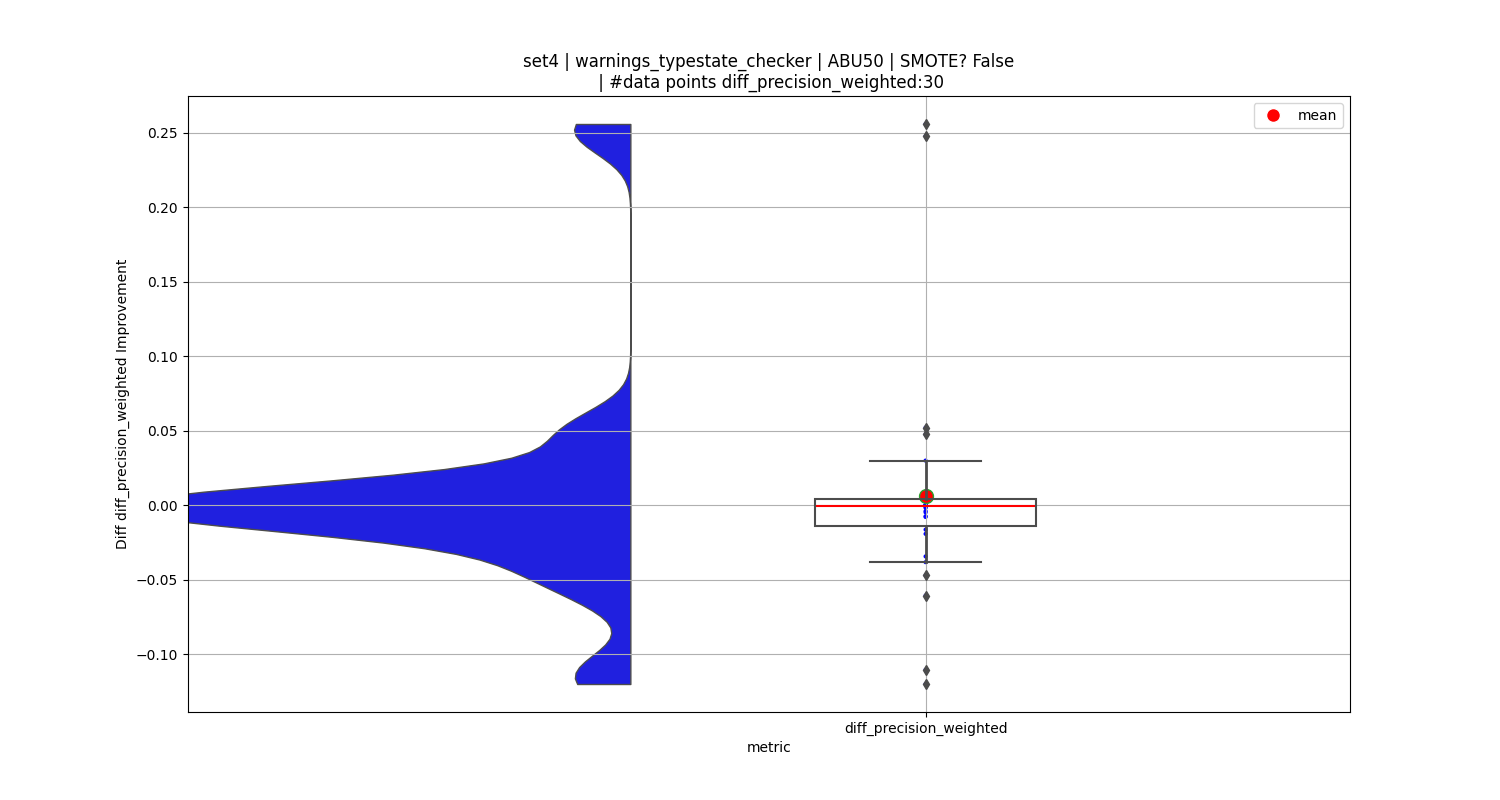 set4 | warnings_typestate_checker | ABU50 | SMOTE? False
| #data points diff_precision_weighted:30
mean
0.25
0.20
0.15
0.10
0.05
0.00
−0.05
−0.10
Diff diff_precision_weighted Improvement
diff_precision_weighted
metric